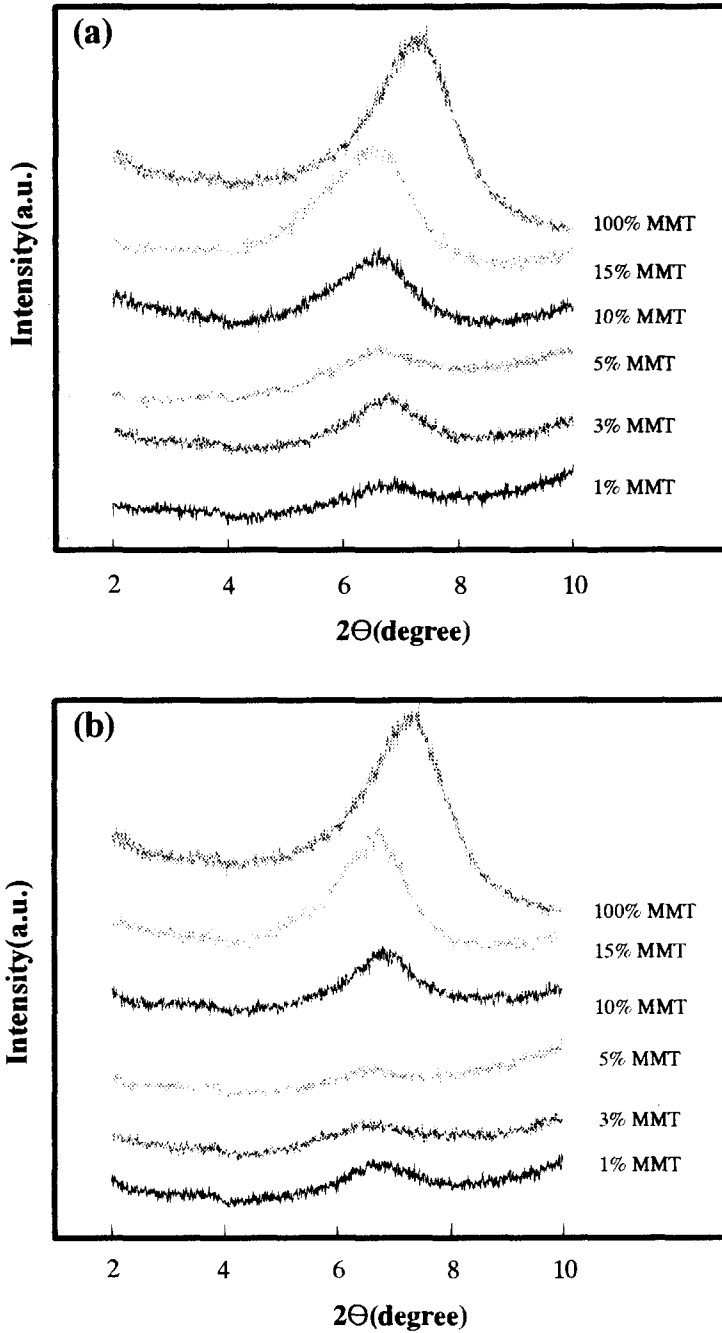 (a)
Intensity(a.u.)
100% MMT
15% MMT
10% MMT
5% MMT
3% MMT
1% MMT
2 4 6 8 10
2Θ(degree)
(b)
Intensity(a.u.)
100% MMT
15% MMT
10% MMT
5% MMT
3% MMT
1% MMT
2 4 6 8 10
2Θ(degree)